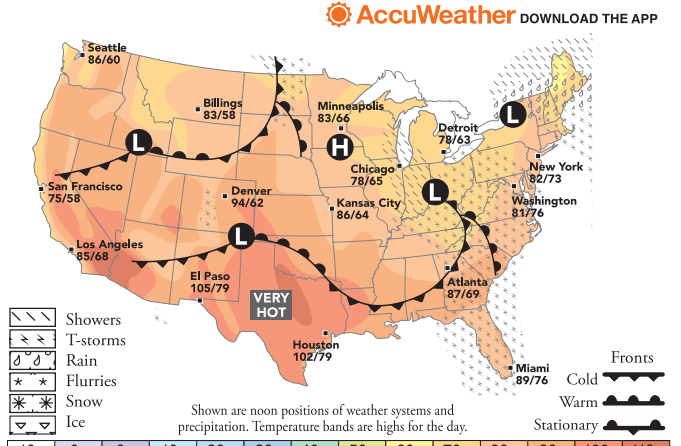 AccuWeather DOWNLOAD THE APP
Seattle
86/60
Billings
83/58
Minneapolis
83/66
L
Detroit
78/63
L
H
Chicago
78/65
New York
82/73
San Francisco
75/58
Denver
94/62
Kansas City
86/64
L
Washington
81/76
Los Angeles
85/68
L
El Paso
105/79
VERY
HOT
Atlanta
87/69
Houston
102/79
Miami
89/76
Showers
T-storms
Rain
Flurries
Snow
Ice
Fronts
Cold
Warm
Stationary
Shown are noon positions of weather systems and
precipitation. Temperature bands are highs for the day.